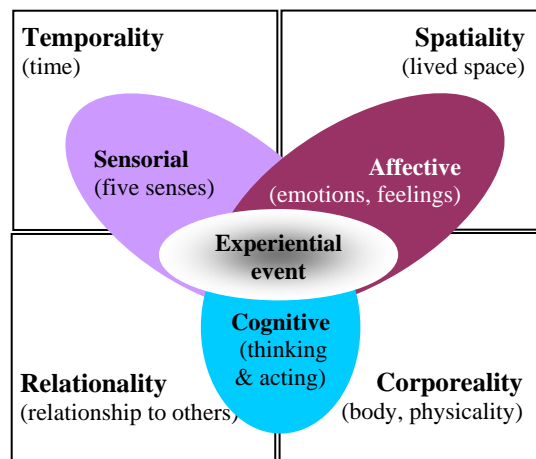 Temporality
(time)
Spatiality
(lived space)
Sensorial
(five senses)
Affective
(emotions, feelings)
Experiential
event
Cognitive
(thinking
& acting)
Relationality
(relationship to others)
Corporeality
(body, physicality)